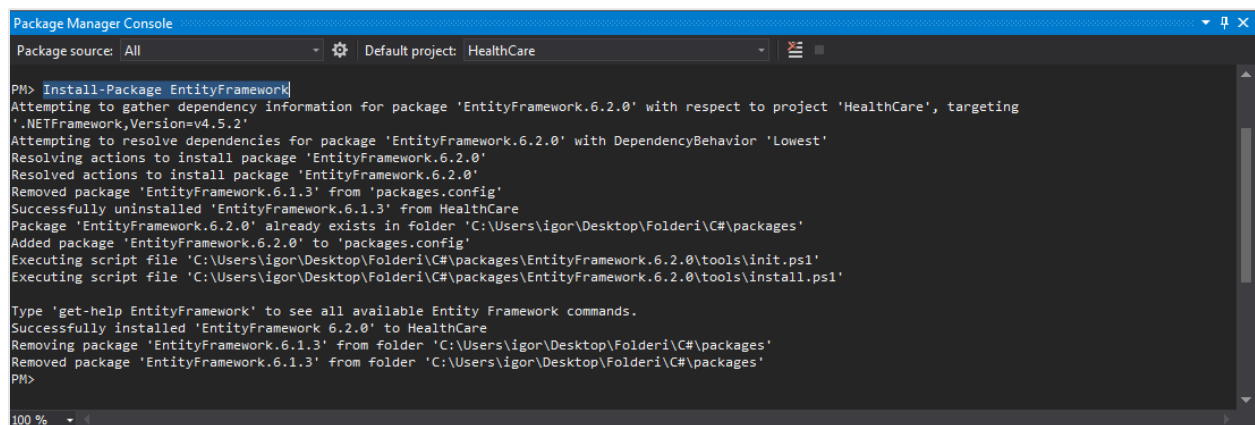 Package Manager Console
Package source: All Default project: HealthCare
PM> Install-Package EntityFramework
Attempting to gather dependency information for package 'EntityFramework.6.2.0' with respect to project 'HealthCare', targeting
'.NETFramework,Version=v4.5.2'
Attempting to resolve dependencies for package 'EntityFramework.6.2.0' with DependencyBehavior 'Lowest'
Resolving actions to install package 'EntityFramework.6.2.0'
Resolved actions to install package 'EntityFramework.6.2.0'
Removed package 'EntityFramework.6.1.3' from 'packages.config'
Successfully uninstalled 'EntityFramework.6.1.3' from HealthCare
Package 'EntityFramework.6.2.0' already exists in folder 'C:\Users\igor\Desktop\Folderi\C#\packages'
Added package 'EntityFramework.6.2.0' to 'packages.config'
Executing script file 'C:\Users\igor\Desktop\Folderi\C#\packages\EntityFramework.6.2.0\tools\init.ps1'
Executing script file 'C:\Users\igor\Desktop\Folderi\C#\packages\EntityFramework.6.2.0\tools\install.ps1'
Type 'get-help EntityFramework' to see all available Entity Framework commands.
Successfully installed 'EntityFramework 6.2.0' to HealthCare
Removing package 'EntityFramework.6.1.3' from folder 'C:\Users\igor\Desktop\Folderi\C#\packages'
Removed package 'EntityFramework.6.1.3' from folder 'C:\Users\igor\Desktop\Folderi\C#\packages'
PM>
100 %